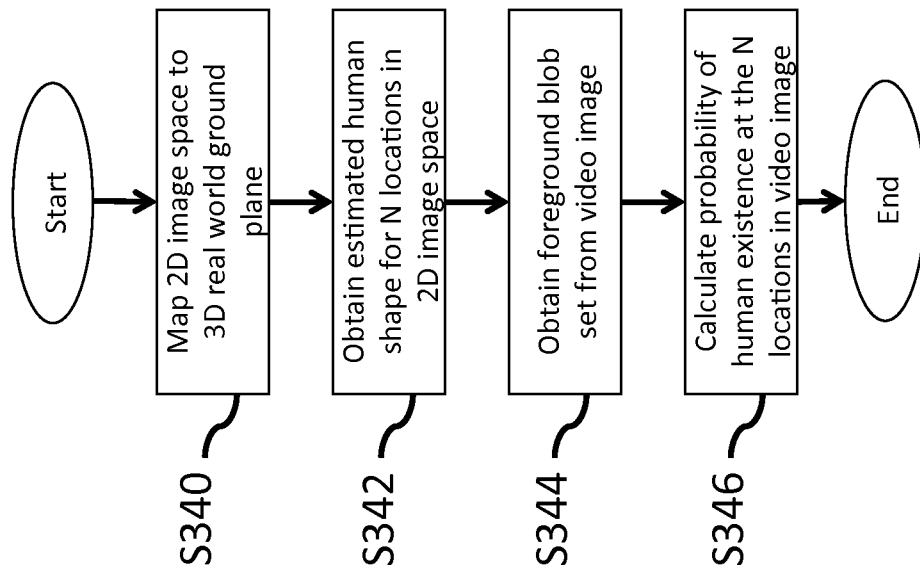 Start
Map 2D image space to
3D real world ground
plane
S340
Obtain estimated human
shape for N locations in
2D image space
S342
Obtain foreground blob
set from video image
S344
Calculate probability of
human existence at the N
locations in video image
S346
End